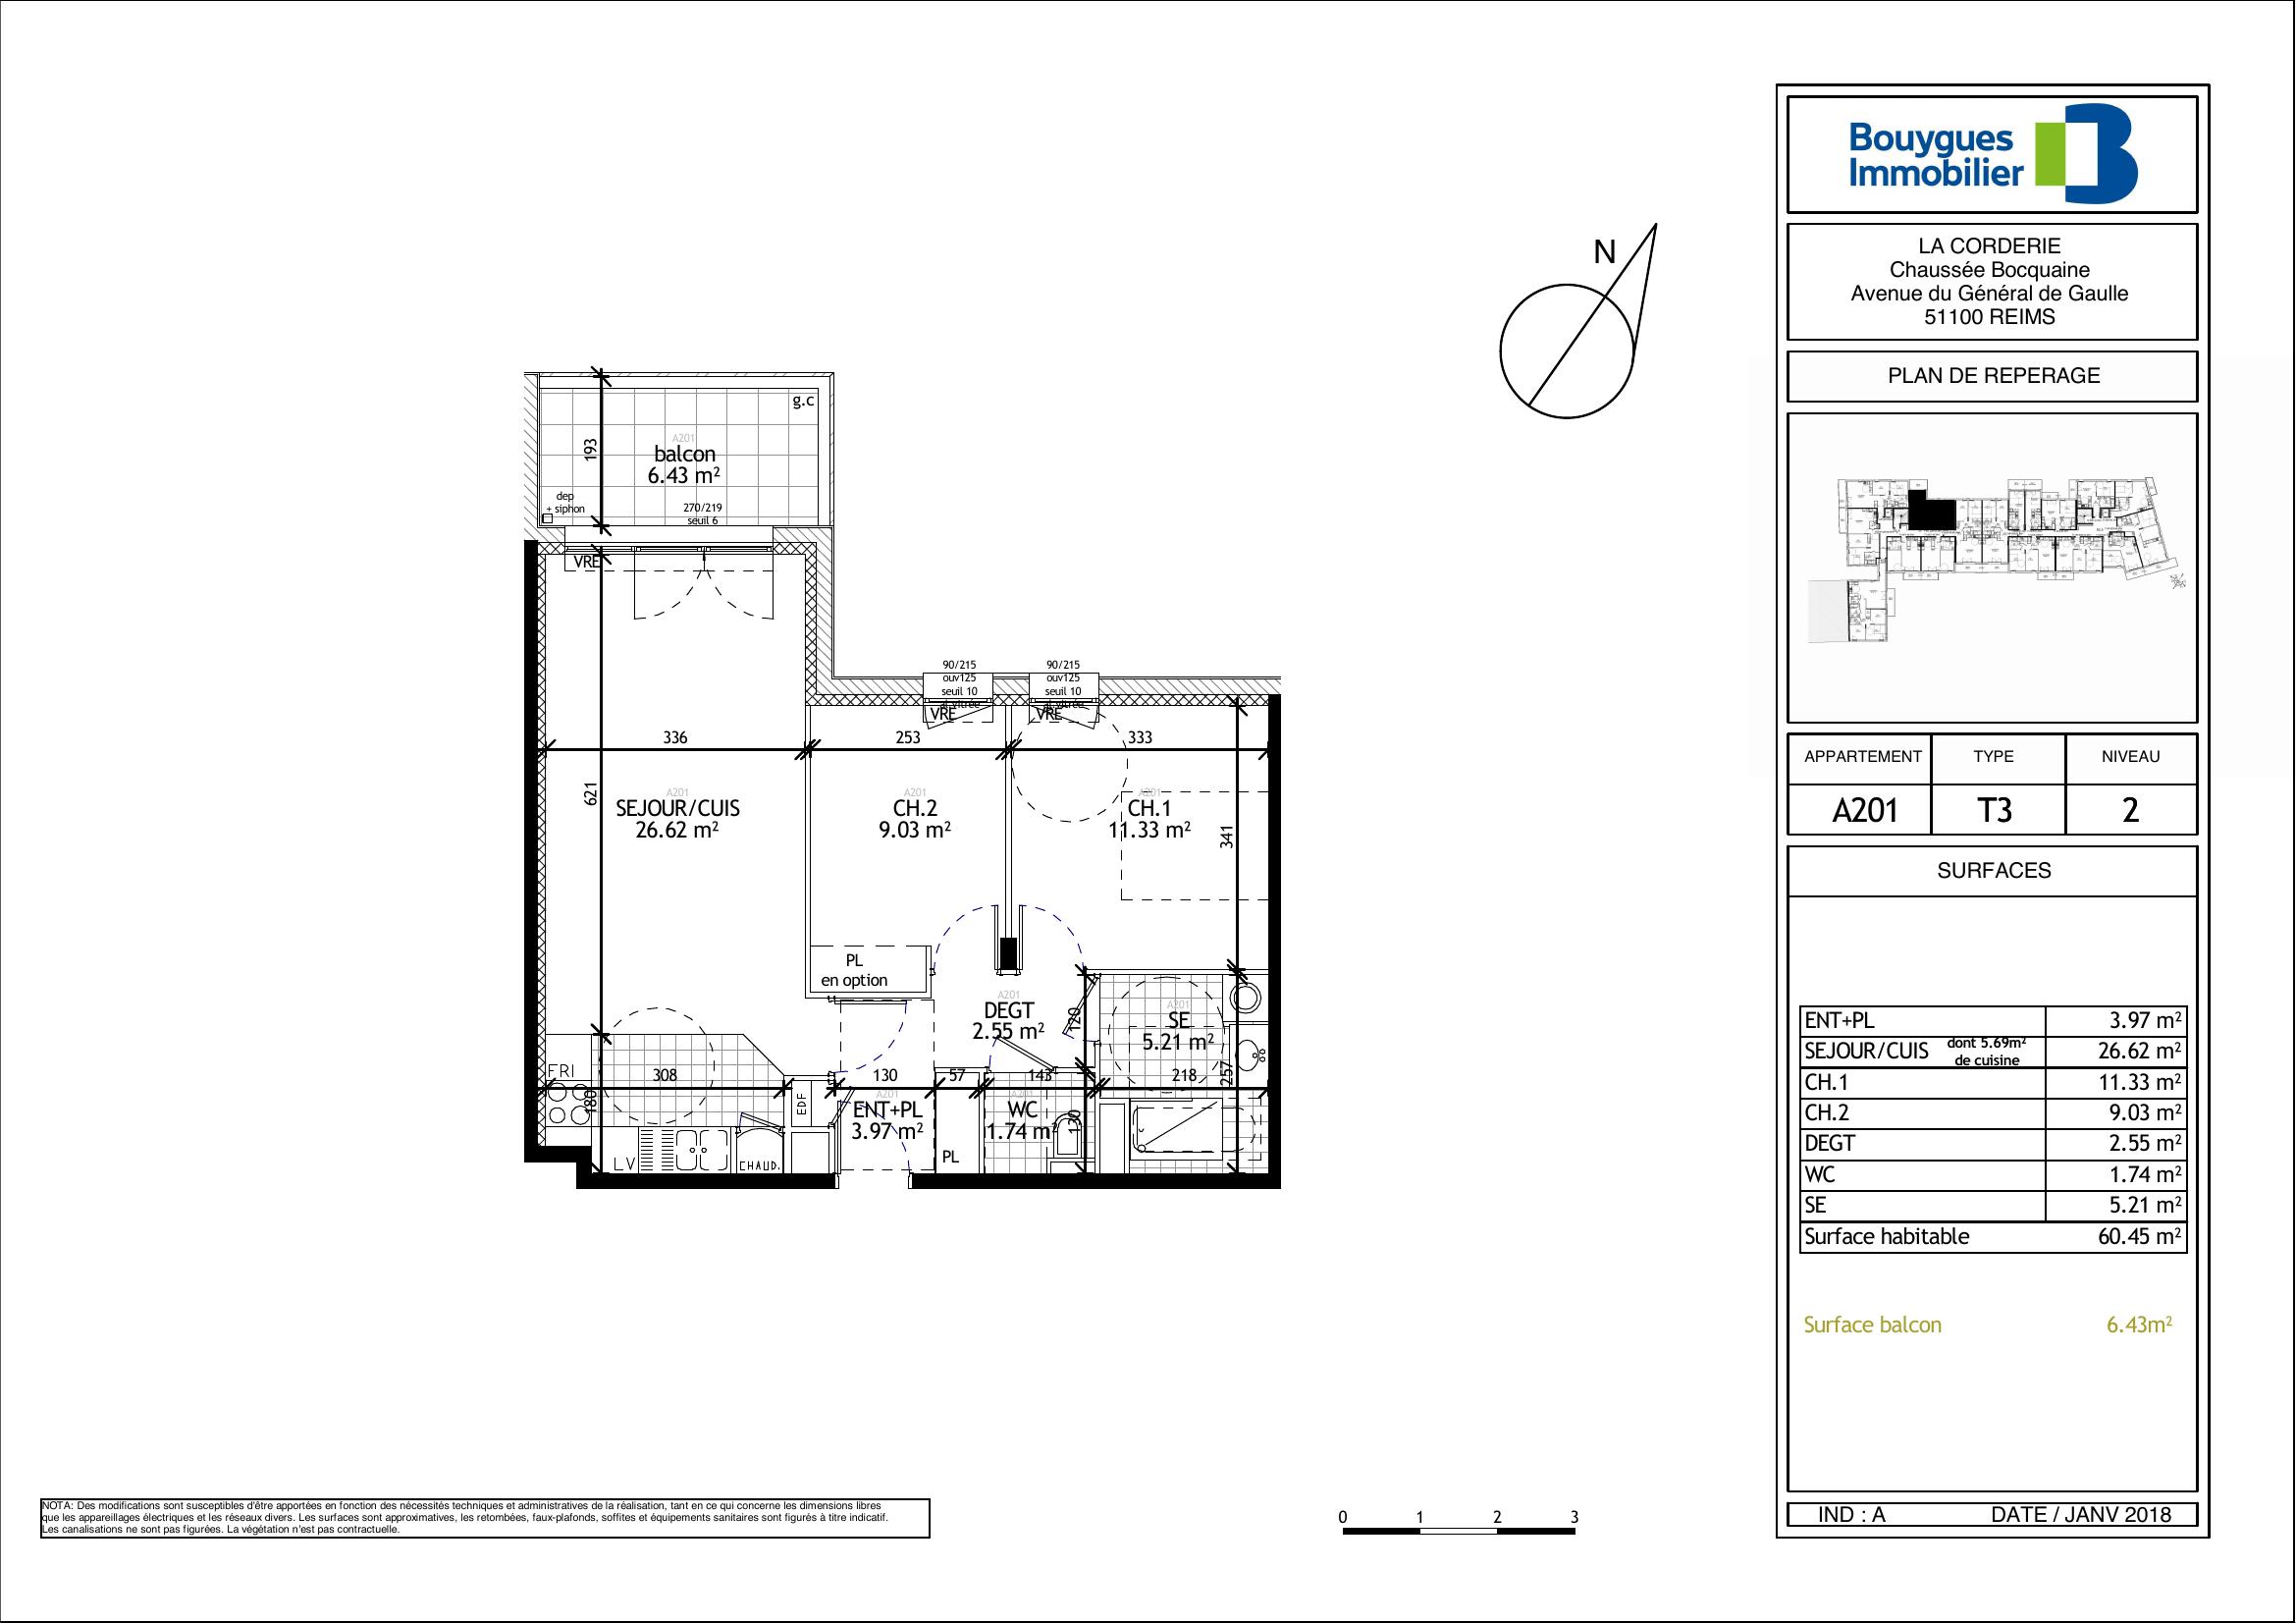 Bouygues
Immobilier
LA CORDERIE
Chaussée Bocquaine
Avenue du Général de Gaulle
51100 REIMS
PLAN DE REPERAGE
APPARTEMENT TYPE NIVEAU
A201 T3 2
SURFACES
ENT+PL 3.97 m²
SEJOUR/CUIS dont 5.69m² de cuisine 26.62 m²
CH.1 11.33 m²
CH.2 9.03 m²
DEGT 2.55 m²
WC 1.74 m²
SE 5.21 m²
Surface habitable 60.45 m²
Surface balcon 6.43m²
IND : A DATE / JANV 2018
N
g.c
193
A201
balcon
6.43 m²
dep
+ siphon
270/219
seuil 6
VRE
90/215
ouv125
seuil 10
VRE
90/215
ouv125
seuil 10
VRE
336
253
333
621
A201
SEJOUR/CUIS
26.62 m²
A201
CH.2
9.03 m²
A201
CH.1
11.33 m²
341
PL
en option
A201
DEGT
2.55 m²
120
A201
SE
5.21 m²
FRI
308
130
57
143
218
257
180
EDF
A201
ENT+PL
3.97 m²
A201
WC
1.74 m²
130
LV
CHAUD.
PL
NOTA: Des modifications sont susceptibles d'être apportées en fonction des nécessités techniques et administratives de la réalisation, tant en ce qui concerne les dimensions libres
que les appareillages électriques et les réseaux divers. Les surfaces sont approximatives, les retombées, faux-plafonds, soffites et équipements sanitaires sont figurés à titre indicatif.
Les canalisations ne sont pas figurées. La végétation n'est pas contractuelle.
0 1 2 3